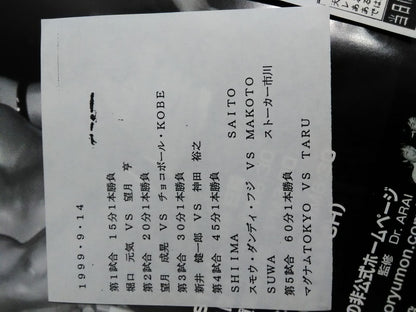 1999・9・14
第1試合 15分1本勝負
堀口 元気 VS 望月 亨
第2試合 20分1本勝負
望月 成晃 VS チョコボール・KOBE
第3試合 30分1本勝負
新井 健一郎 VS 神田 裕之
第4試合 45分1本勝負
SHIIMA SAITO
スモウ・ダンディ・フジ VS MAKOTO
SUWA ストーカー市川
第5試合 60分1本勝負
マグナムTOKYO VS TARU
の非公式ホームページ
監修 Dr. ARAI
oryumon.com